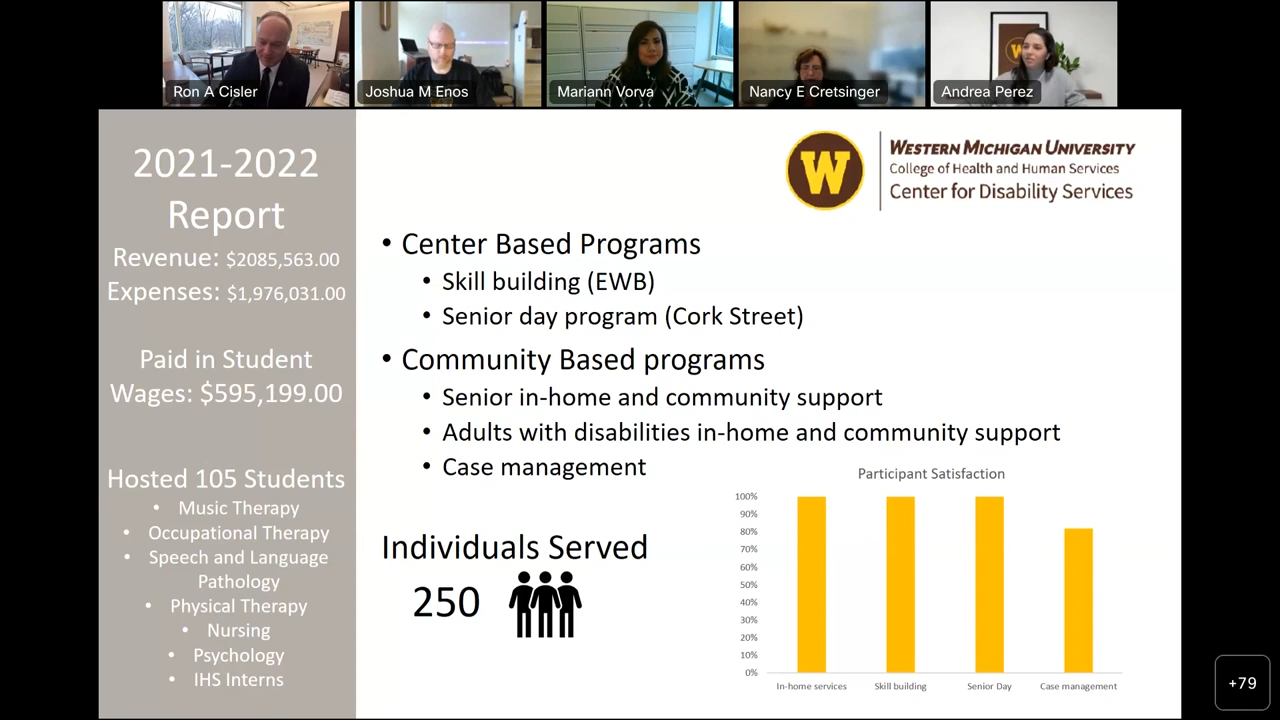 Ron A Cisler
Joshua M Enos
Mariann Vorva
Nancy E Cretsinger
Andrea Perez
2021-2022
Report
Revenue: $2085,563.00
Expenses: $1,976,031.00
Paid in Student
Wages: $595,199.00
Hosted 105 Students
• Music Therapy
• Occupational Therapy
• Speech and Language
Pathology
• Physical Therapy
• Nursing
• Psychology
• IHS Interns
W
WESTERN MICHIGAN UNIVERSITY
College of Health and Human Services
Center for Disability Services
• Center Based Programs
• Skill building (EWB)
• Senior day program (Cork Street)
• Community Based programs
• Senior in-home and community support
• Adults with disabilities in-home and community support
• Case management
Individuals Served
250
Participant Satisfaction
100%
90%
80%
70%
60%
50%
40%
30%
20%
10%
0%
In-home services
Skill building
Senior Day
Case management
+79